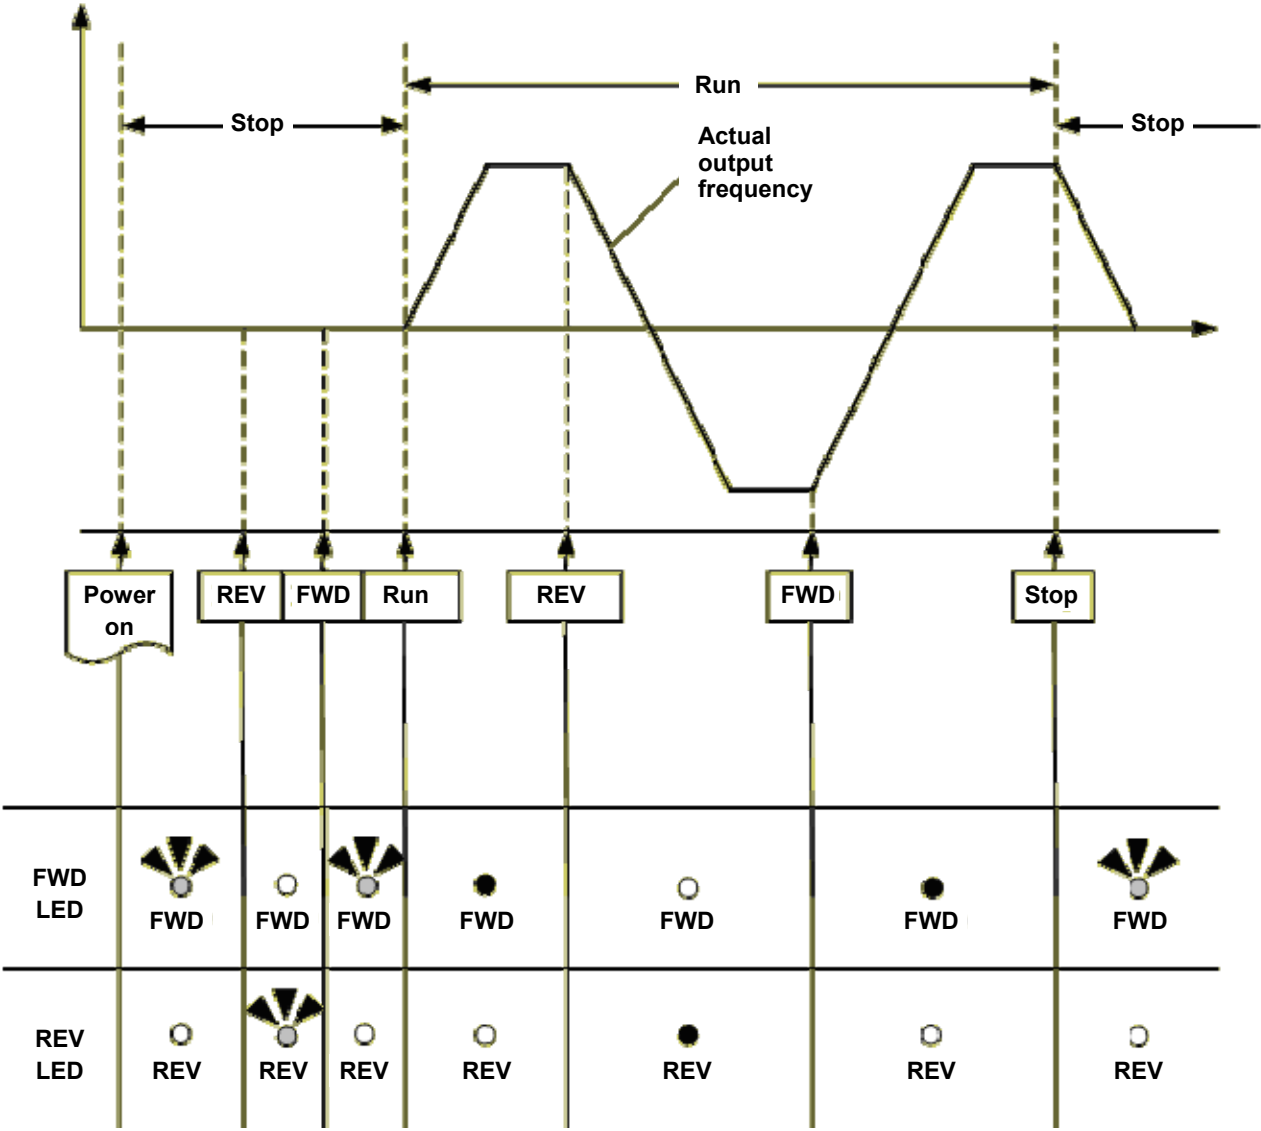 Run
Stop
Stop
Actual
output
frequency
Power
on
REV
FWD
Run
REV
FWD
Stop
FWD
LED
FWD
FWD
FWD
FWD
FWD
FWD
FWD
REV
LED
REV
REV
REV
REV
REV
REV
REV